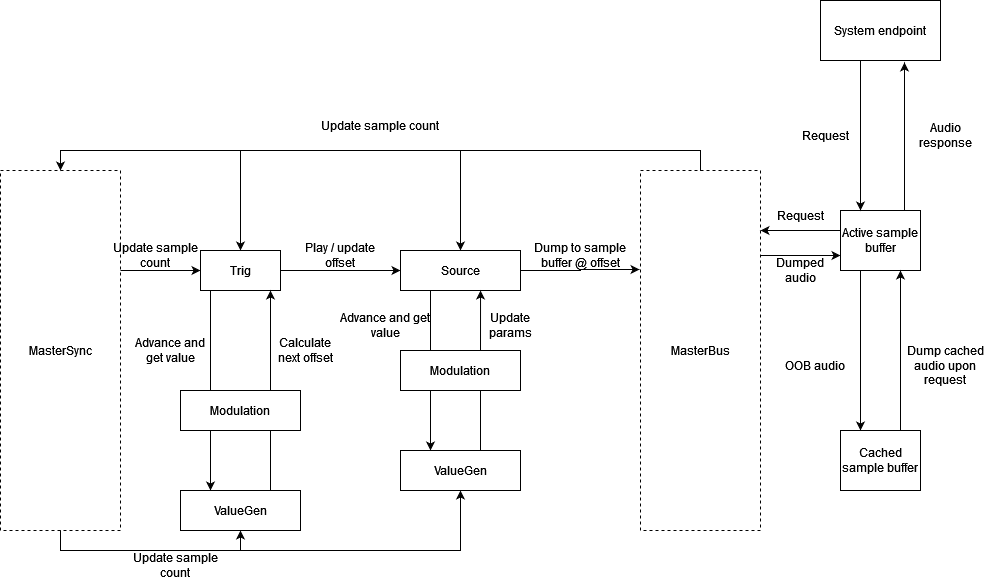 System endpoint
Update sample count
Request
Audio
response
Request
Active sample
buffer
Update sample
count
Trig
Play / update
offset
Source
Dump to sample
buffer @ offset
Dumped
audio
MasterSync
Advance and
get value
Calculate
next offset
Advance and get
value
Update
params
MasterBus
OOB audio
Dump cached
audio upon
request
Modulation
Modulation
ValueGen
Cached
sample buffer
ValueGen
Update sample
count